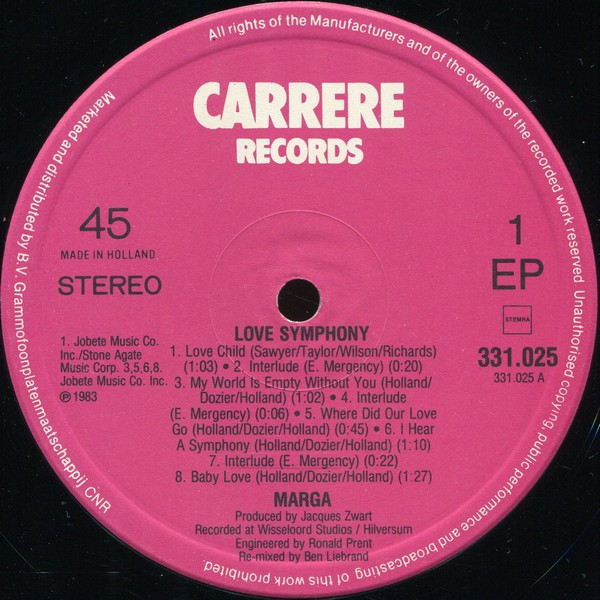 All rights of the Manufacturers and of the owners of the recorded work reserved. Unauthorised copying, public performance and broadcasting of this work prohibited
Marketed and distributed by B.V. Grammofoonplatenmaatschappij CNR
CARRERE
RECORDS
45
MADE IN HOLLAND
STEREO
1
EP
STEMRA
331.025
331.025 A
1. Jobete Music Co.
Inc./Stone Agate
Music Corp. 3,5,6,8.
Jobete Music Co. Inc.
℗ 1983
LOVE SYMPHONY
1. Love Child (Sawyer/Taylor/Wilson/Richards)
(1:03) • 2. Interlude (E. Mergency) (0:20)
3. My World Is Empty Without You (Holland/
Dozier/Holland) (1:02) • 4. Interlude
(E. Mergency) (0:06) • 5. Where Did Our Love
Go (Holland/Dozier/Holland) (0:45) • 6. I Hear
A Symphony (Holland/Dozier/Holland) (1:10)
7. Interlude (E. Mergency) (0:22)
8. Baby Love (Holland/Dozier/Holland) (1:27)
MARGA
Produced by Jacques Zwart
Recorded at Wisseloord Studios / Hilversum
Engineered by Ronald Prent
Re-mixed by Ben Liebrand